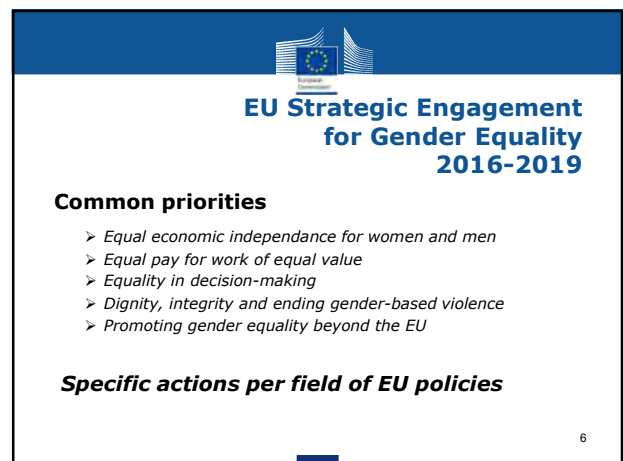 European
Commission
EU Strategic Engagement
for Gender Equality
2016-2019
Common priorities
➢ Equal economic independance for women and men
➢ Equal pay for work of equal value
➢ Equality in decision-making
➢ Dignity, integrity and ending gender-based violence
➢ Promoting gender equality beyond the EU
Specific actions per field of EU policies
6